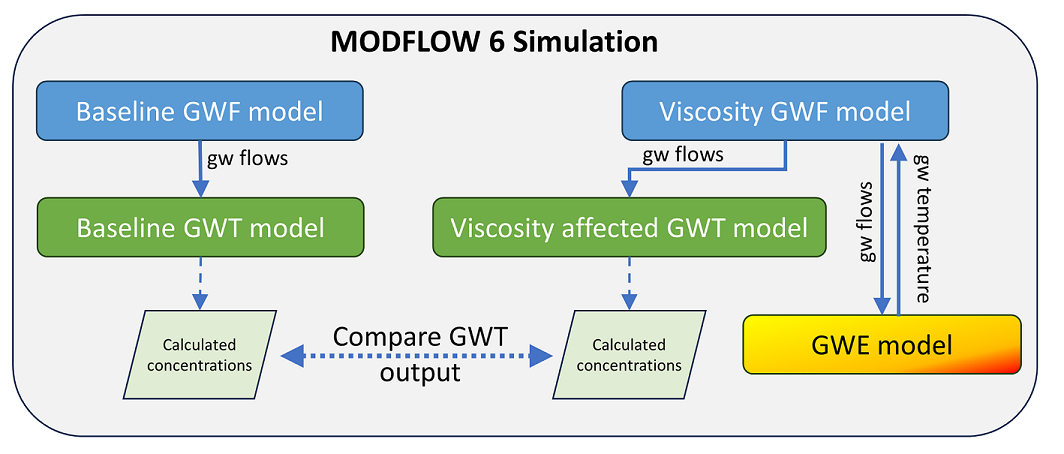 MODFLOW 6 Simulation
Baseline GWF model
Viscosity GWF model
gw flows
gw flows
Baseline GWT model
Viscosity affected GWT model
gw flows
gw temperature
Calculated
concentrations
Compare GWT
output
Calculated
concentrations
GWE model